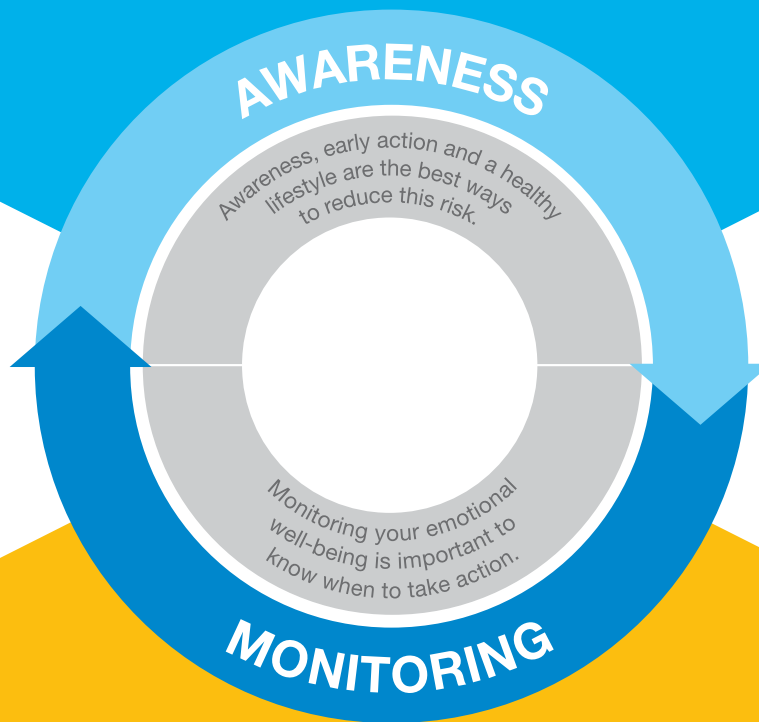 AWARENESS
Awareness, early action and a healthy
lifestyle are the best ways
to reduce this risk.
Monitoring your emotional
well-being is important to
know when to take action.
MONITORING